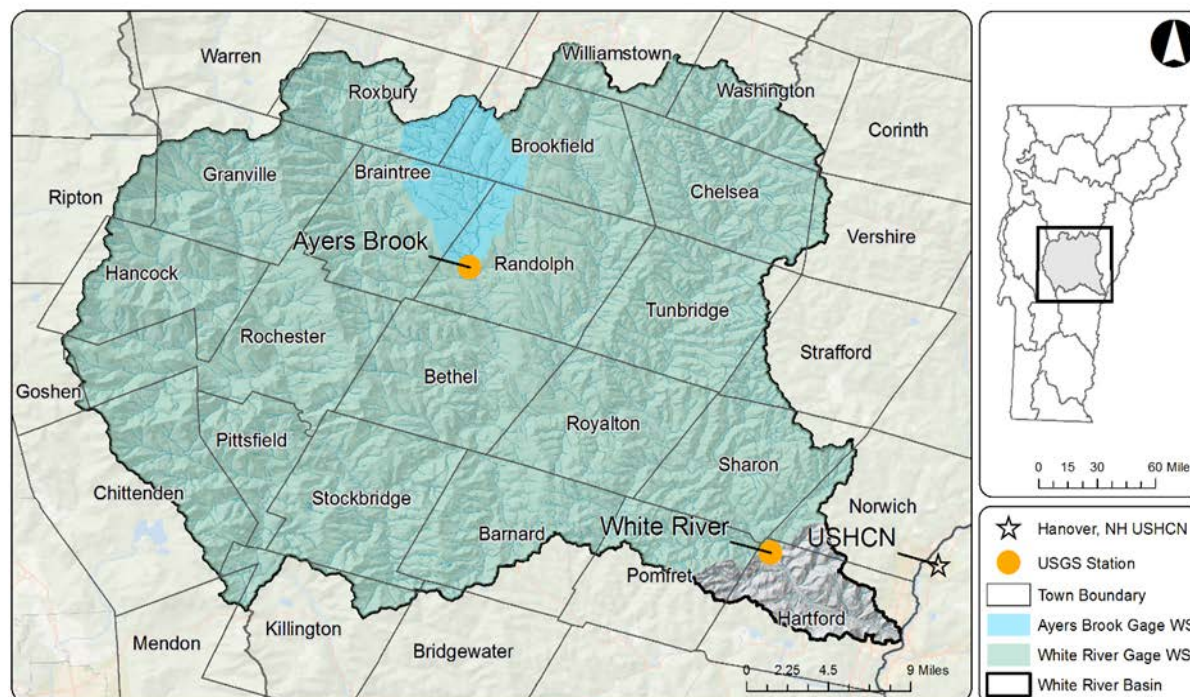 Warren
Williamstown
Roxbury
Washington
Corinth
Brookfield
Granville
Braintree
Ripton
Chelsea
Vershire
Ayers Brook
Hancock
Randolph
Tunbridge
Rochester
Strafford
Bethel
Goshen
Royalton
Pittsfield
Sharon
Chittenden
Stockbridge
Norwich
Barnard
White River
USHCN
Pomfret
Hartford
Mendon
Killington
Bridgewater
0 2.25 4.5 9 Miles
0 15 30 60 Mile
Hanover, NH USHCN
USGS Station
Town Boundary
Ayers Brook Gage WS
White River Gage WS
White River Basin